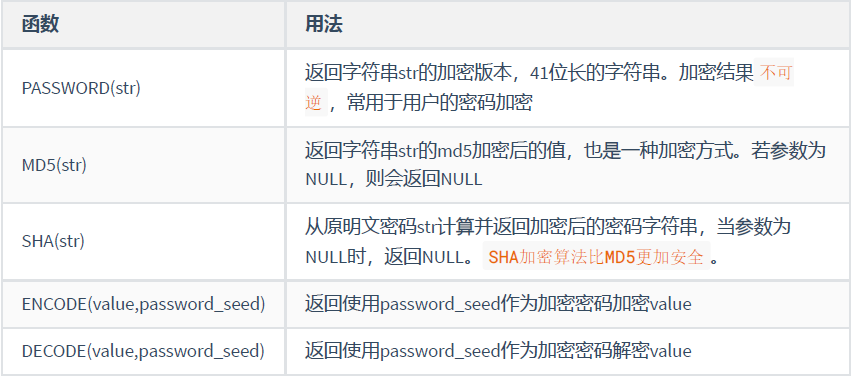 函数 用法
PASSWORD(str) 返回字符串str的加密版本，41位长的字符串。加密结果 不可
逆 ，常用于用户的密码加密
MD5(str) 返回字符串str的md5加密后的值，也是一种加密方式。若参数为
NULL，则会返回NULL
SHA(str) 从原明文密码str计算并返回加密后的密码字符串，当参数为
NULL时，返回NULL。 SHA加密算法比MD5更加安全 。
ENCODE(value,password_seed) 返回使用password_seed作为加密密码加密value
DECODE(value,password_seed) 返回使用password_seed作为加密密码解密value